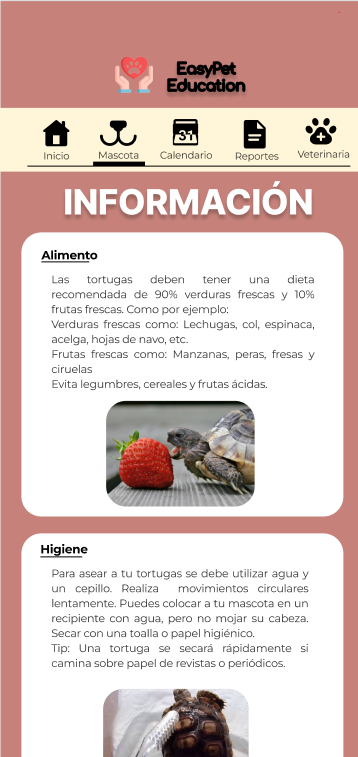 EasyPet
Education
31
Inicio
Mascota
Calendario
Reportes
Veterinaria
INFORMACIÓN
Alimento
Las tortugas deben tener una dieta
recomendada de 90% verduras frescas y 10%
frutas frescas. Como por ejemplo:
Verduras frescas como: Lechugas, col, espinaca,
acelga, hojas de navo, etc.
Frutas frescas como: Manzanas, peras, fresas y
ciruelas
Evita legumbres, cereales y frutas ácidas.
Higiene
Para asear a tu tortugas se debe utilizar agua y
un cepillo. Realiza movimientos circulares
lentamente. Puedes colocar a tu mascota en un
recipiente con agua, pero no mojar su cabeza.
Secar con una toalla o papel higiénico.
Tip: Una tortuga se secará rápidamente si
camina sobre papel de revistas o periódicos.